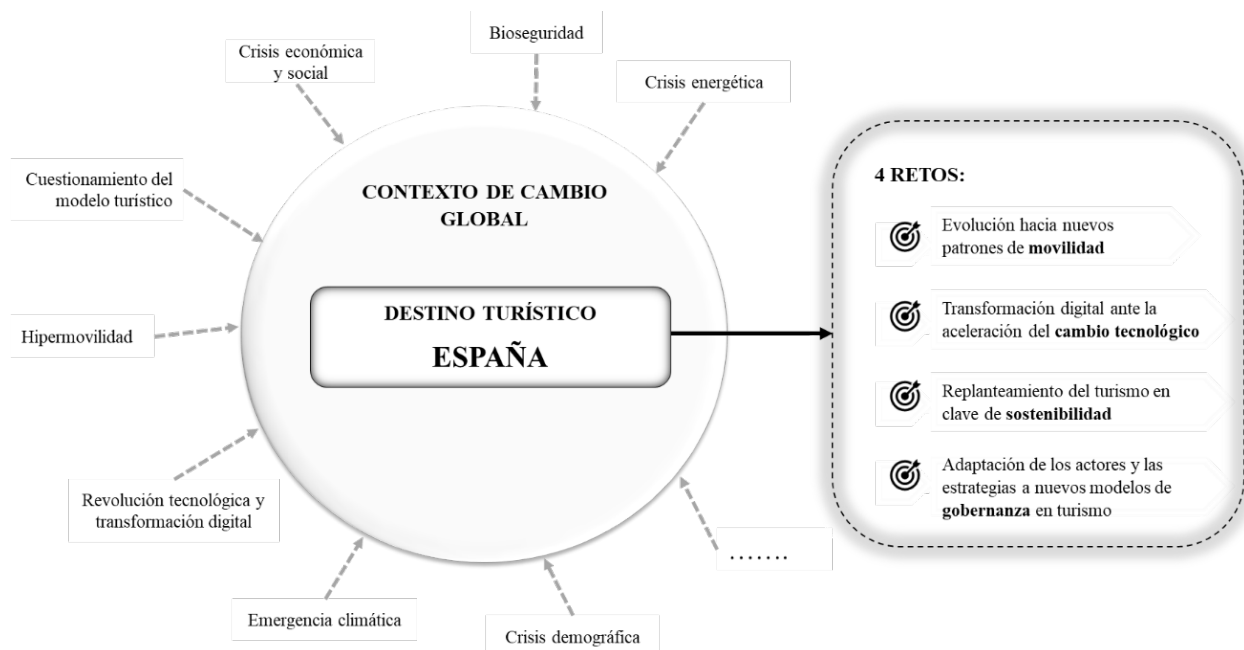 Bioseguridad
Crisis económica
y social
Crisis energética
Cuestionamiento del
modelo turístico
Hipermovilidad
Revolución tecnológica y
transformación digital
Emergencia climática
Crisis demográfica
.......
CONTEXTO DE CAMBIO
GLOBAL
DESTINO TURÍSTICO
ESPAÑA
4 RETOS:
Evolución hacia nuevos
patrones de movilidad
Transformación digital ante la
aceleración del cambio tecnológico
Replanteamiento del turismo en
clave de sostenibilidad
Adaptación de los actores y las
estrategias a nuevos modelos de
gobernanza en turismo